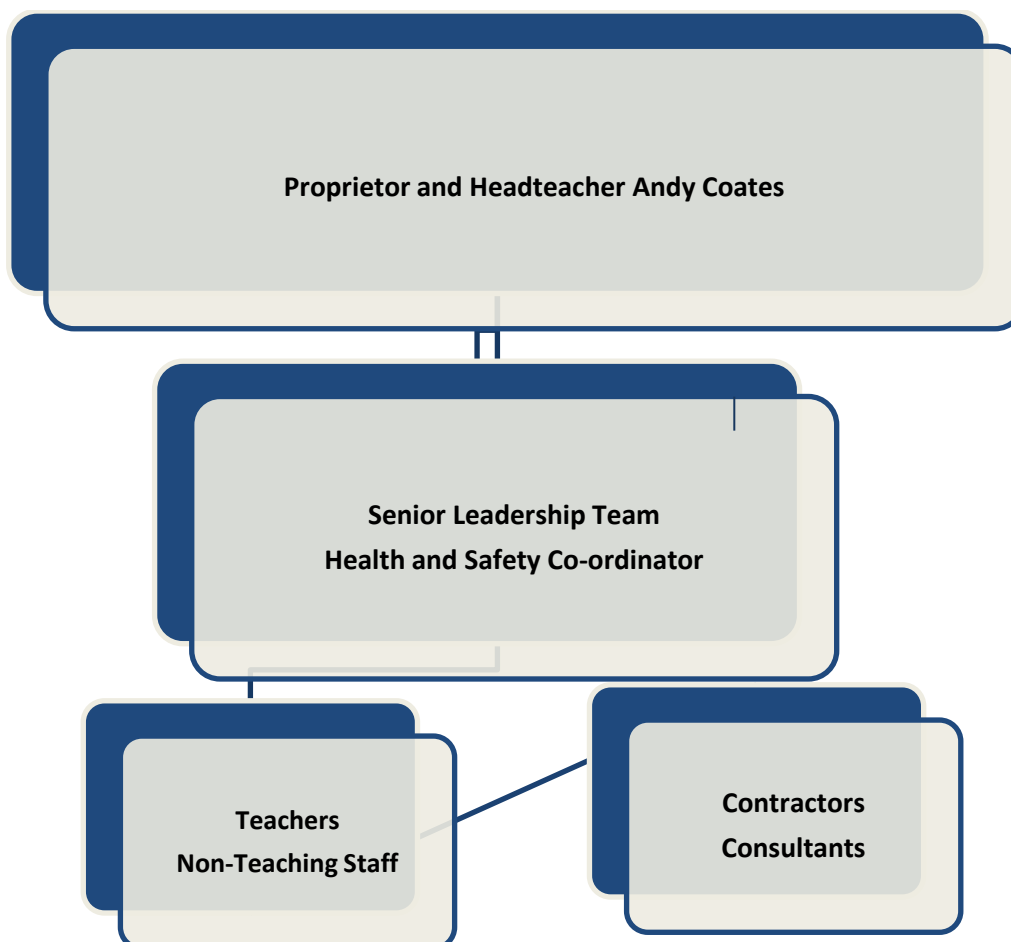 Proprietor and Headteacher Andy Coates
Senior Leadership Team
Health and Safety Co-ordinator
Teachers
Non-Teaching Staff
Contractors
Consultants